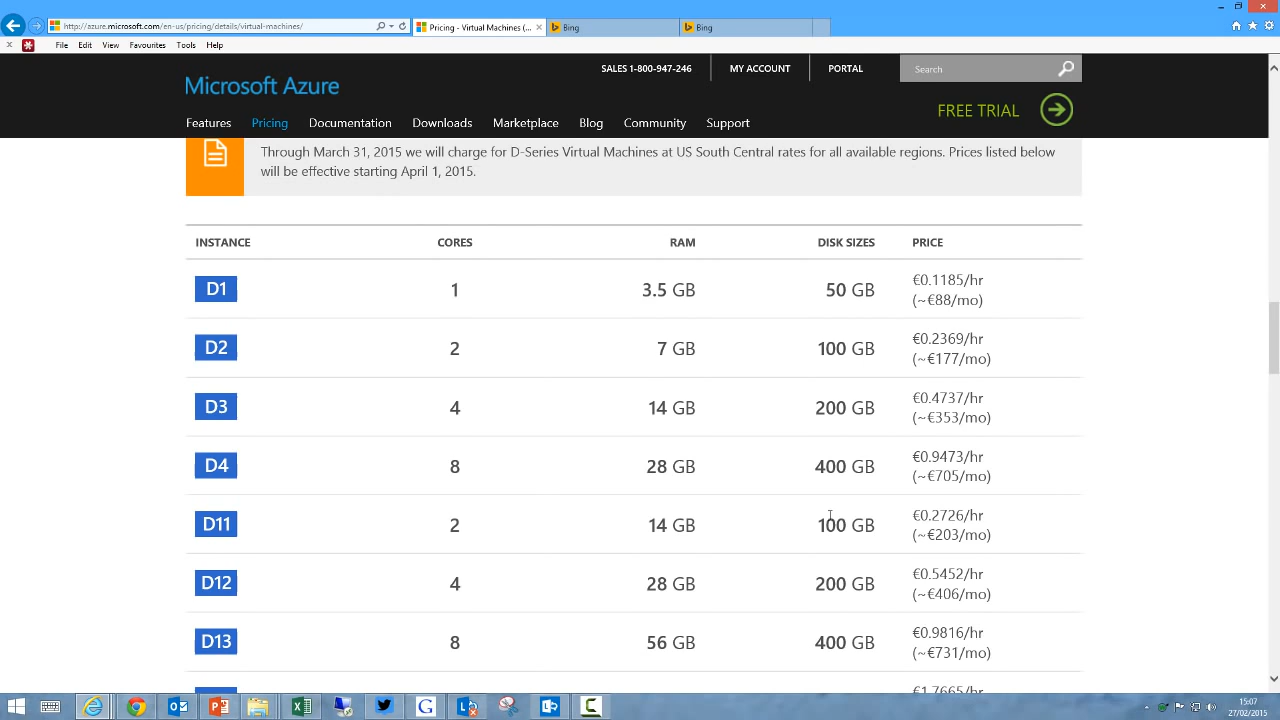 http://azure.microsoft.com/en-us/pricing/details/virtual-machines/
Pricing - Virtual Machines (...
Bing
Bing
File Edit View Favourites Tools Help
SALES 1-800-947-246 MY ACCOUNT PORTAL Search
Microsoft Azure
FREE TRIAL
Features Pricing Documentation Downloads Marketplace Blog Community Support
Through March 31, 2015 we will charge for D-Series Virtual Machines at US South Central rates for all available regions. Prices listed below
will be effective starting April 1, 2015.
INSTANCE CORES RAM DISK SIZES PRICE
D1 1 3.5 GB 50 GB €0.1185/hr
(~€88/mo)
D2 2 7 GB 100 GB €0.2369/hr
(~€177/mo)
D3 4 14 GB 200 GB €0.4737/hr
(~€353/mo)
D4 8 28 GB 400 GB €0.9473/hr
(~€705/mo)
D11 2 14 GB 100 GB €0.2726/hr
(~€203/mo)
D12 4 28 GB 200 GB €0.5452/hr
(~€406/mo)
D13 8 56 GB 400 GB €0.9816/hr
(~€731/mo)
€1.7665/hr
15:07
27/02/2015